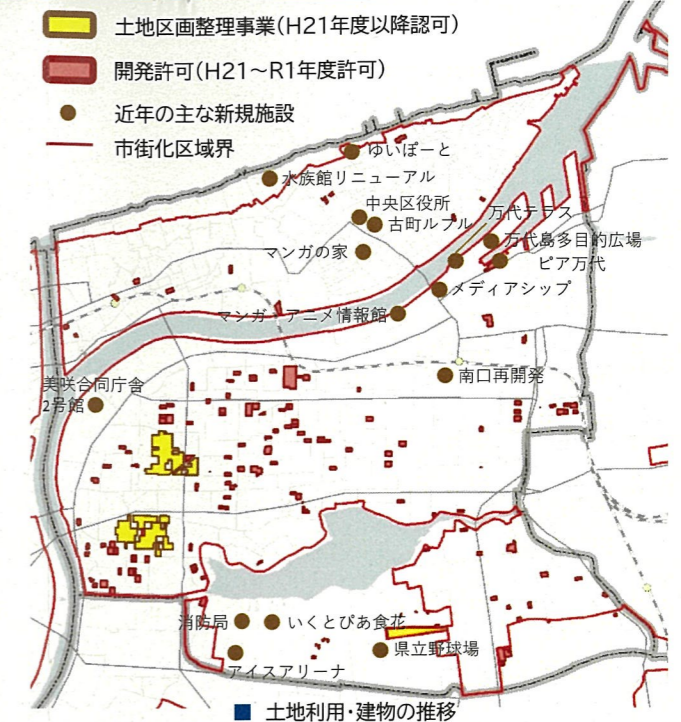 土地区画整理事業(H21年度以降認可)
開発許可(H21～R1年度許可)
近年の主な新規施設
市街化区域界
ゆいぽーと
水族館リニューアル
中央区役所
古町ルフル
万代テラス
万代島多目的広場
マンガの家
ピア万代
メディアシップ
マンガ・アニメ情報館
南口再開発
美咲合同庁舎
2号館
消防局
いくとぴあ食花
県立野球場
アイスアリーナ
土地利用・建物の推移